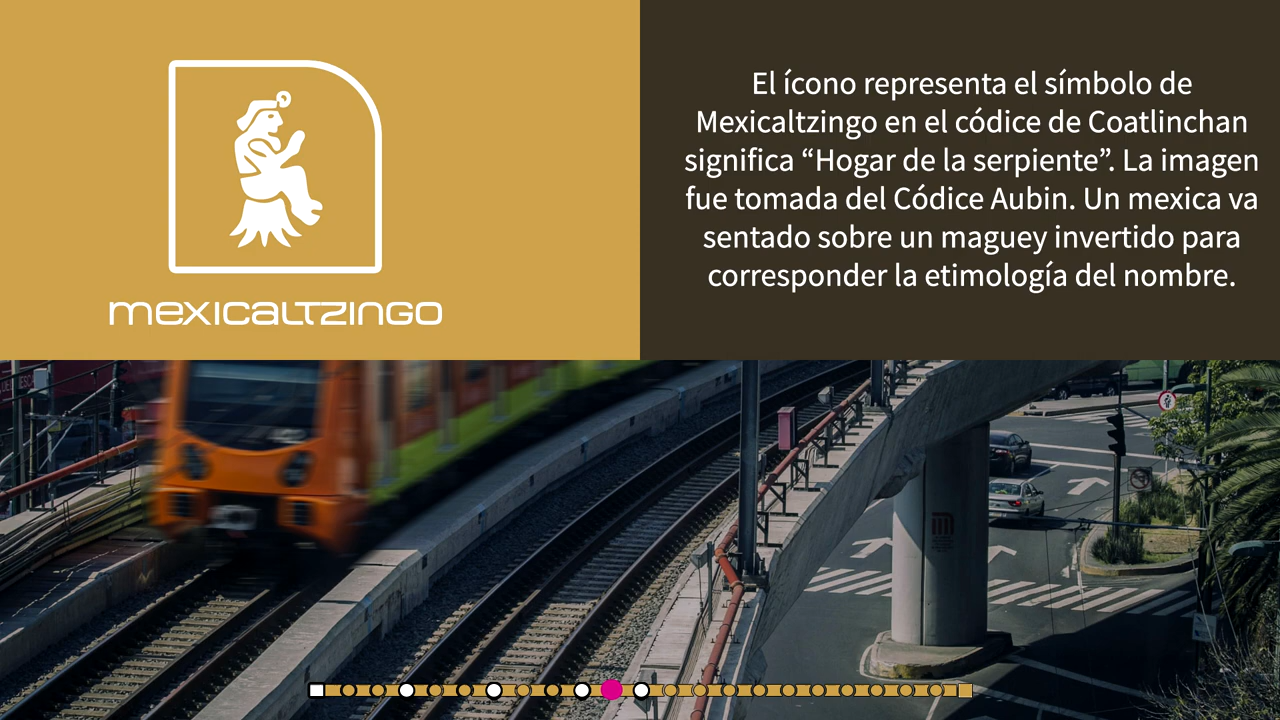 mexicaltzingo
El ícono representa el símbolo de
Mexicaltzingo en el códice de Coatlinchan
significa “Hogar de la serpiente”. La imagen
fue tomada del Códice Aubin. Un mexica va
sentado sobre un maguey invertido para
corresponder la etimología del nombre.